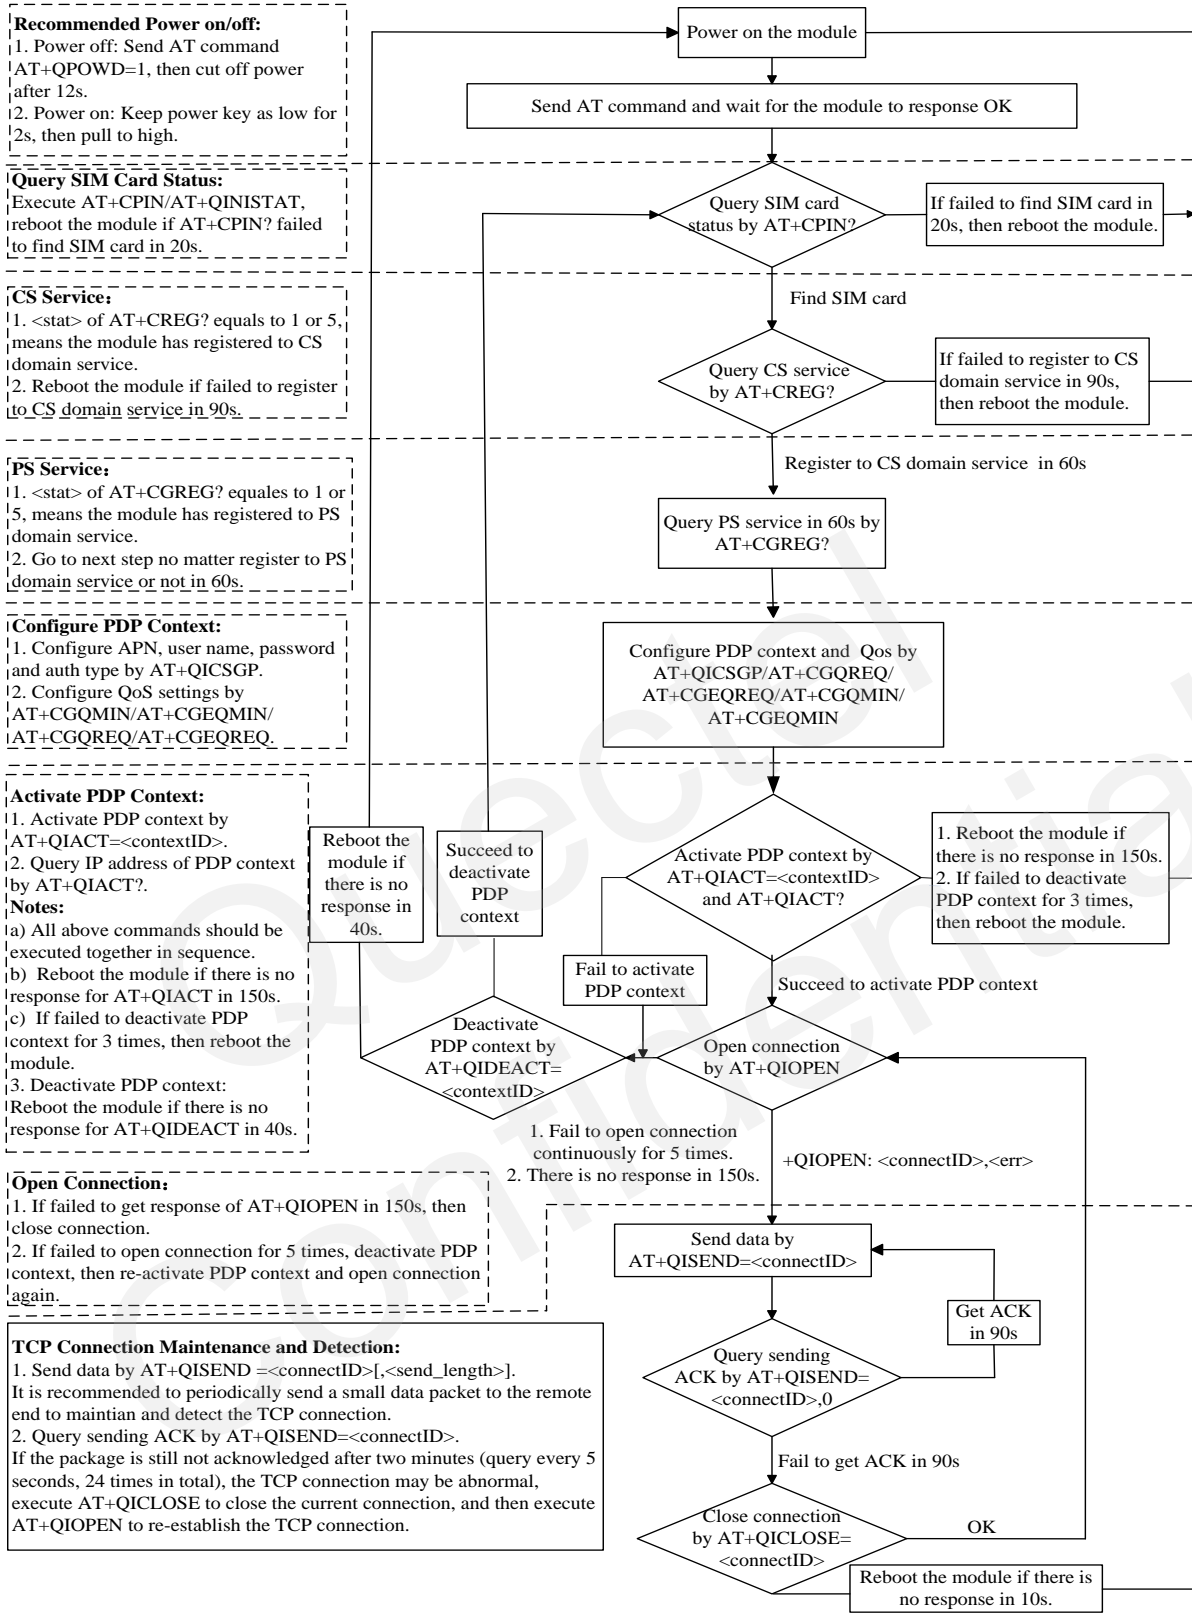 Recommended Power on/off:
1. Power off: Send AT command
AT+QPOWD=1, then cut off power
after 12s.
2. Power on: Keep power key as low for
2s, then pull to high.
Power on the module
Send AT command and wait for the module to response OK
Query SIM Card Status:
Execute AT+CPIN/AT+QINISTAT,
reboot the module if AT+CPIN? failed
to find SIM card in 20s.
Query SIM card
status by AT+CPIN?
If failed to find SIM card in
20s, then reboot the module.
Find SIM card
CS Service:
1. <stat> of AT+CREG? equals to 1 or 5,
means the module has registered to CS
domain service.
2. Reboot the module if failed to register
to CS domain service in 90s.
Query CS service
by AT+CREG?
If failed to register to CS
domain service in 90s,
then reboot the module.
Register to CS domain service in 60s
PS Service:
1. <stat> of AT+CGREG? equales to 1 or
5, means the module has registered to PS
domain service.
2. Go to next step no matter register to PS
domain service or not in 60s.
Query PS service in 60s by
AT+CGREG?
Configure PDP Context:
1. Configure APN, user name, password
and auth type by AT+QICSGP.
2. Configure QoS settings by
AT+CGQMIN/AT+CGEQMIN/
AT+CGQREQ/AT+CGEQREQ.
Configure PDP context and Qos by
AT+QICSGP/AT+CGQREQ/
AT+CGEQREQ/AT+CGQMIN/
AT+CGEQMIN
Activate PDP Context:
1. Activate PDP context by
AT+QIACT=<contextID>.
2. Query IP address of PDP context
by AT+QIACT?.
Notes:
a) All above commands should be
executed together in sequence.
b) Reboot the module if there is no
response for AT+QIACT in 150s.
c) If failed to deactivate PDP
context for 3 times, then reboot the
module.
3. Deactivate PDP context:
Reboot the module if there is no
response for AT+QIDEACT in 40s.
Reboot the
module if
there is no
response in
40s.
Succeed to
deactivate
PDP
context
Activate PDP context by
AT+QIACT=<contextID>
and AT+QIACT?
1. Reboot the module if
there is no response in 150s.
2. If failed to deactivate
PDP context for 3 times,
then reboot the module.
Fail to activate
PDP context
Succeed to activate PDP context
Deactivate
PDP context by
AT+QIDEACT=
<contextID>
Open connection
by AT+QIOPEN
1. Fail to open connection
continuously for 5 times.
2. There is no response in 150s.
+QIOPEN: <connectID>,<err>
Open Connection:
1. If failed to get response of AT+QIOPEN in 150s, then
close connection.
2. If failed to open connection for 5 times, deactivate PDP
context, then re-activate PDP context and open connection
again.
Send data by
AT+QISEND=<connectID>
Get ACK
in 90s
TCP Connection Maintenance and Detection:
1. Send data by AT+QISEND =<connectID>[,<send_length>].
It is recommended to periodically send a small data packet to the remote
end to maintian and detect the TCP connection.
2. Query sending ACK by AT+QISEND=<connectID>.
If the package is still not acknowledged after two minutes (query every 5
seconds, 24 times in total), the TCP connection may be abnormal,
execute AT+QICLOSE to close the current connection, and then execute
AT+QIOPEN to re-establish the TCP connection.
Query sending
ACK by AT+QISEND=
<connectID>,0
Fail to get ACK in 90s
Close connection
by AT+QICLOSE=
<connectID>
OK
Reboot the module if there is
no response in 10s.
Quectel
Confidential